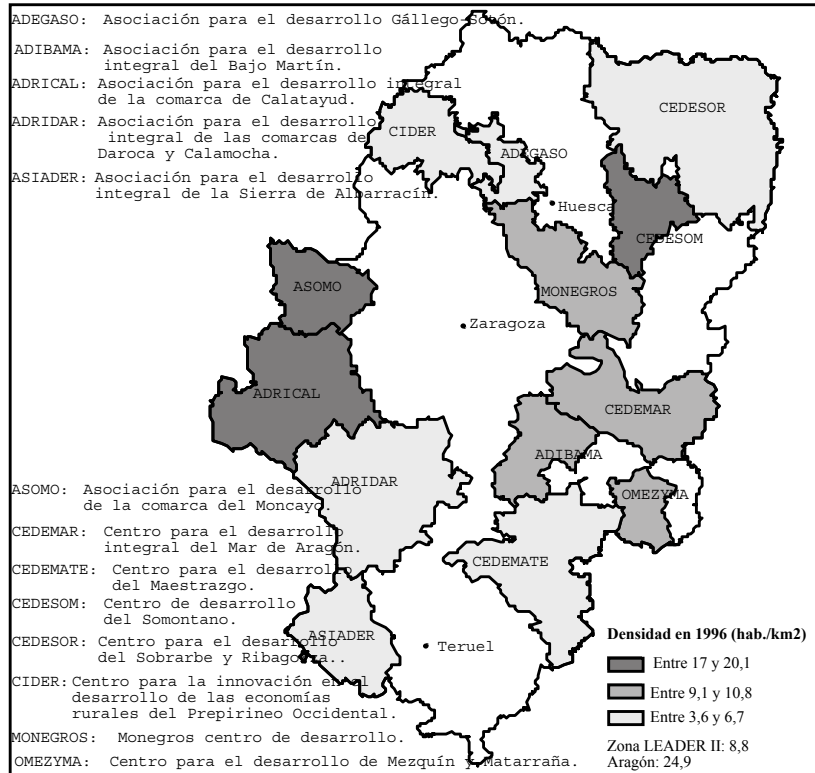 ADEGASO: Asociación para el desarrollo Gállego-Sotón.
ADIBAMA: Asociación para el desarrollo
integral del Bajo Martín.
ADRICAL: Asociación para el desarrollo integral
de la comarca de Calatayud.
ADRIDAR: Asociación para el desarrollo
integral de las comarcas de
Daroca y Calamocha.
ASIADER: Asociación para el desarrollo
integral de la Sierra de Albarracín.
CEDESOR
CIDER
ADEGASO
Huesca
CEDESOM
ASOMO
MONEGROS
Zaragoza
ADRICAL
CEDEMAR
ADIBAMA
ADRIDAR
OMEZYMA
CEDEMATE
ASIADER
Teruel
ASOMO: Asociación para el desarrollo
de la comarca del Moncayo.
CEDEMAR: Centro para el desarrollo
integral del Mar de Aragón.
CEDEMATE: Centro para el desarrollo
del Maestrazgo.
CEDESOM: Centro de desarrollo
del Somontano.
CEDESOR: Centro para el desarrollo
del Sobrarbe y Ribagorza..
CIDER: Centro para la innovación en el
desarrollo de las economías
rurales del Prepirineo Occidental.
MONEGROS: Monegros centro de desarrollo.
OMEZYMA: Centro para el desarrollo de Mezquín y Matarraña.
Densidad en 1996 (hab./km2)
Entre 17 y 20,1
Entre 9,1 y 10,8
Entre 3,6 y 6,7
Zona LEADER II: 8,8
Aragón: 24,9